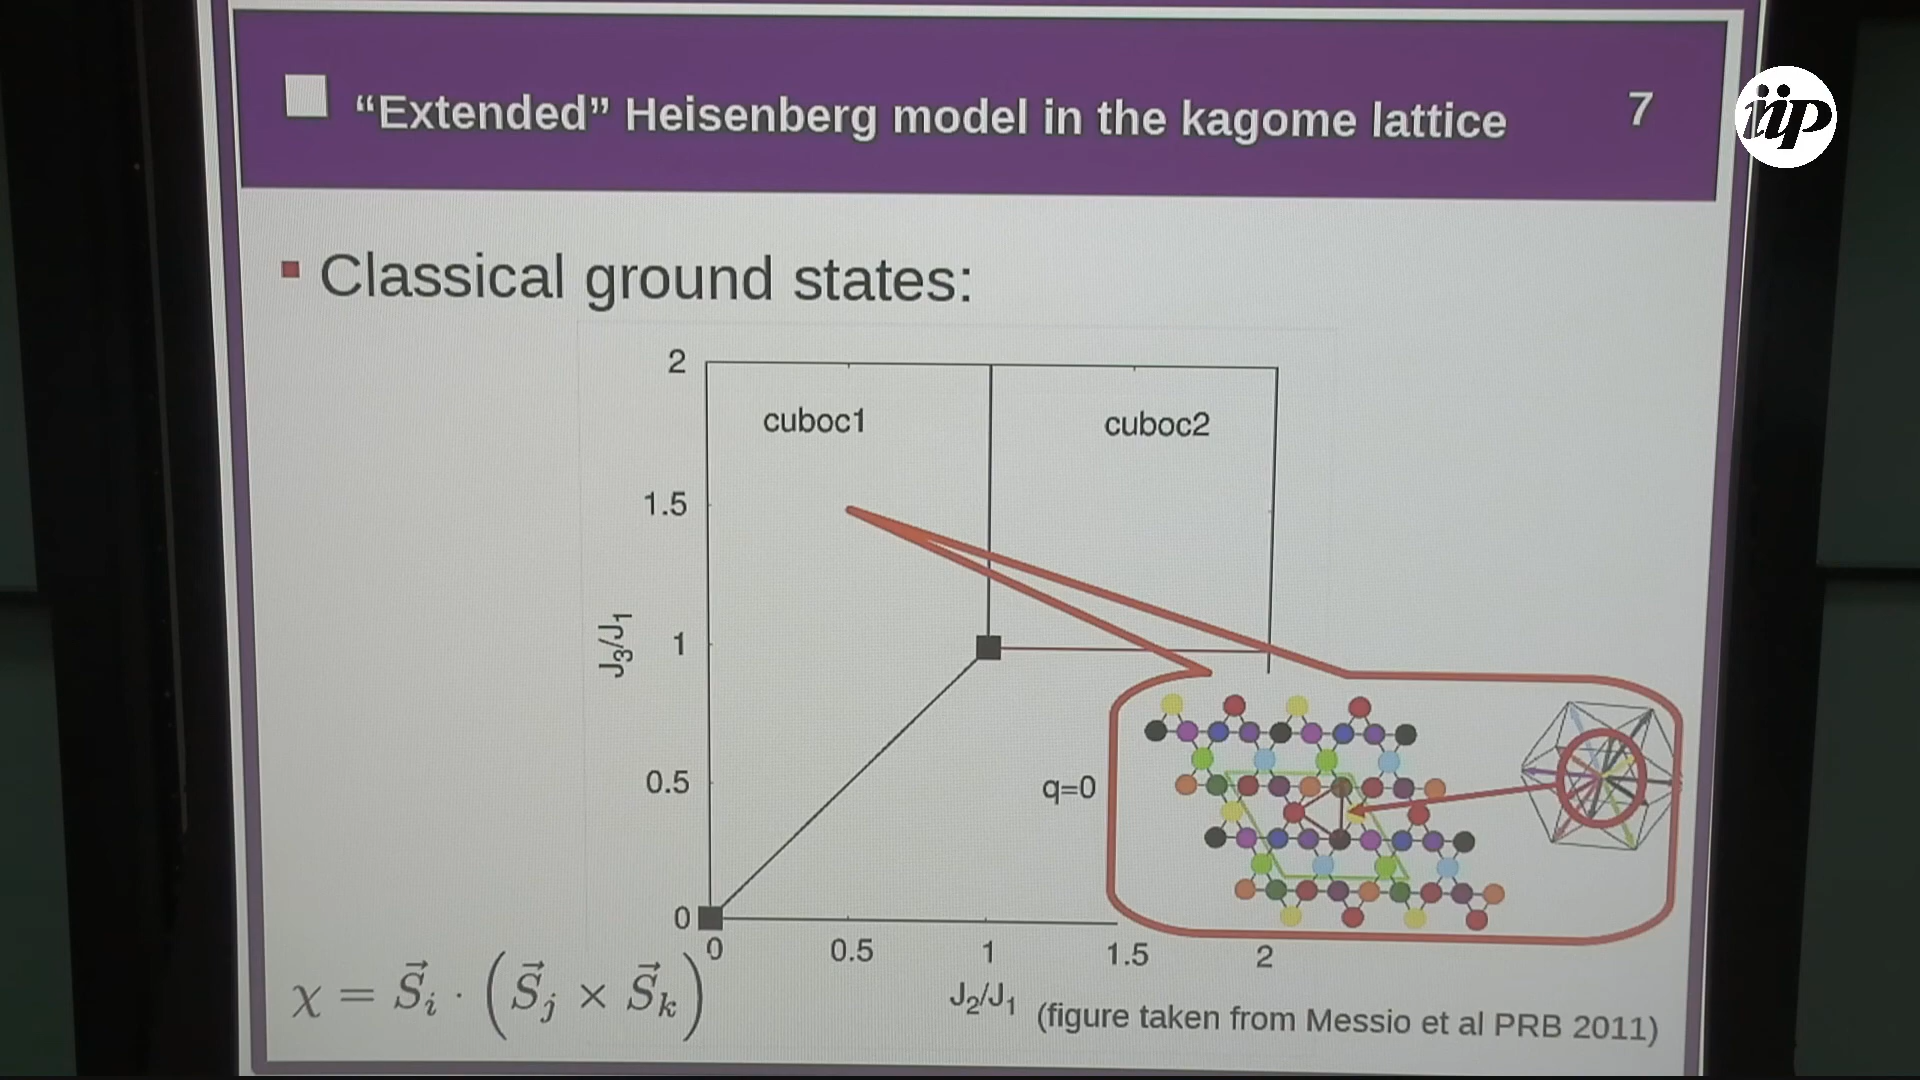 “Extended” Heisenberg model in the kagome lattice
7
iip
Classical ground states:
2
cuboc1
cuboc2
1.5
J₃/J₁
1
0.5
q=0
0
0
0.5
1
1.5
2
J₂/J₁
(figure taken from Messio et al PRB 2011)
χ = S⃗ᵢ · (S⃗ⱼ × S⃗ₖ)